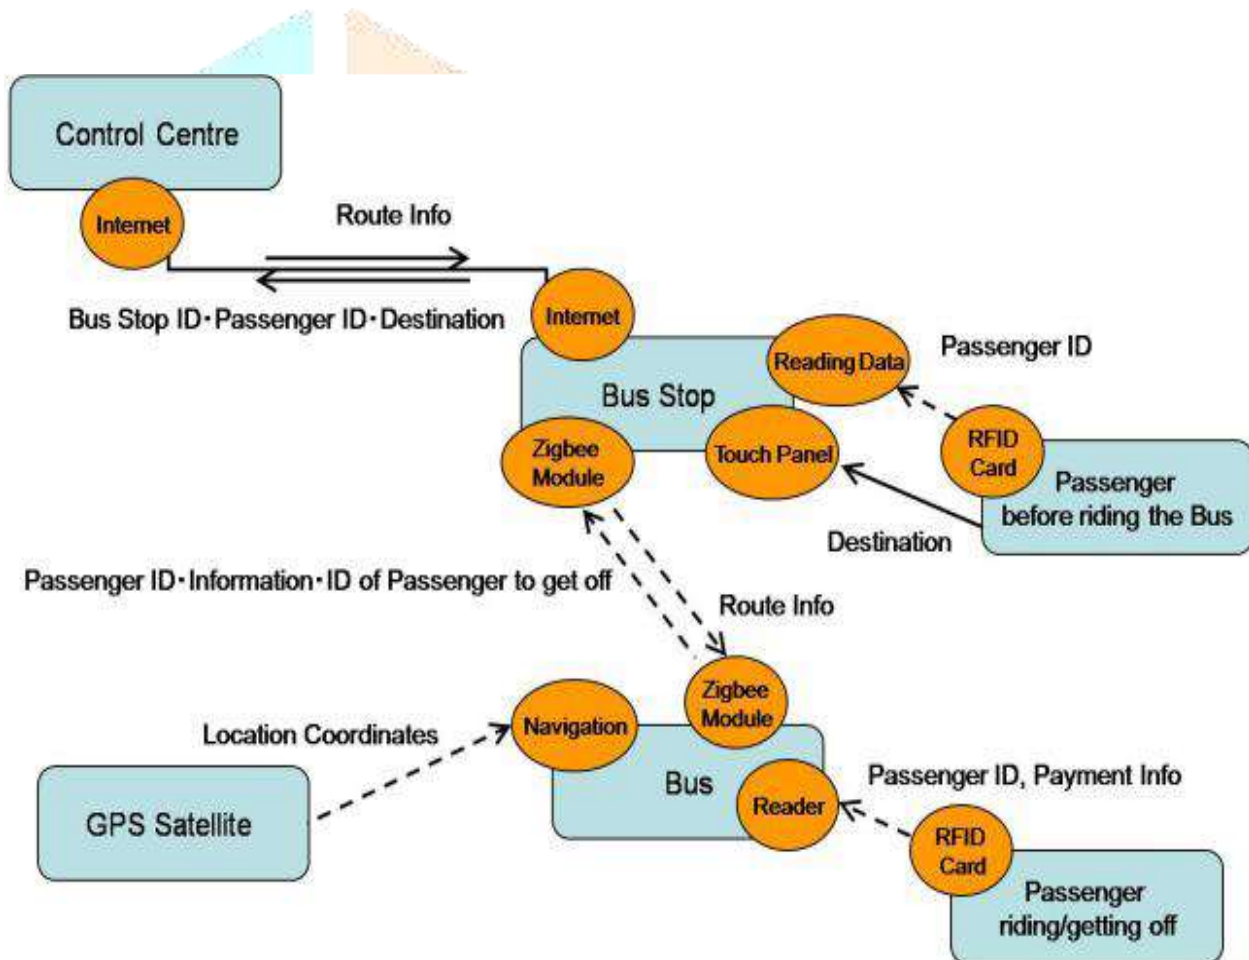 Control Centre
Internet
Route Info
Bus Stop ID・Passenger ID・Destination
Internet
Reading Data
Passenger ID
Bus Stop
RFID
Card
Zigbee
Module
Touch Panel
Passenger
before riding the Bus
Destination
Passenger ID・Information・ID of Passenger to get off
Route Info
Zigbee
Module
Navigation
Location Coordinates
Bus
Passenger ID, Payment Info
Reader
GPS Satellite
RFID
Card
Passenger
riding/getting off